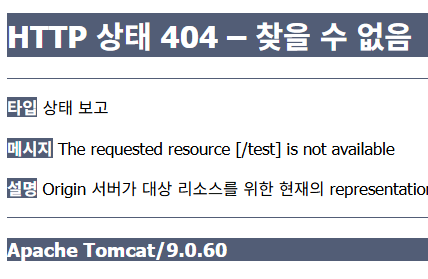 HTTP 상태 404 – 찾을 수 없음
타입 상태 보고
메시지 The requested resource [/test] is not available
설명 Origin 서버가 대상 리소스를 위한 현재의 representation
Apache Tomcat/9.0.60